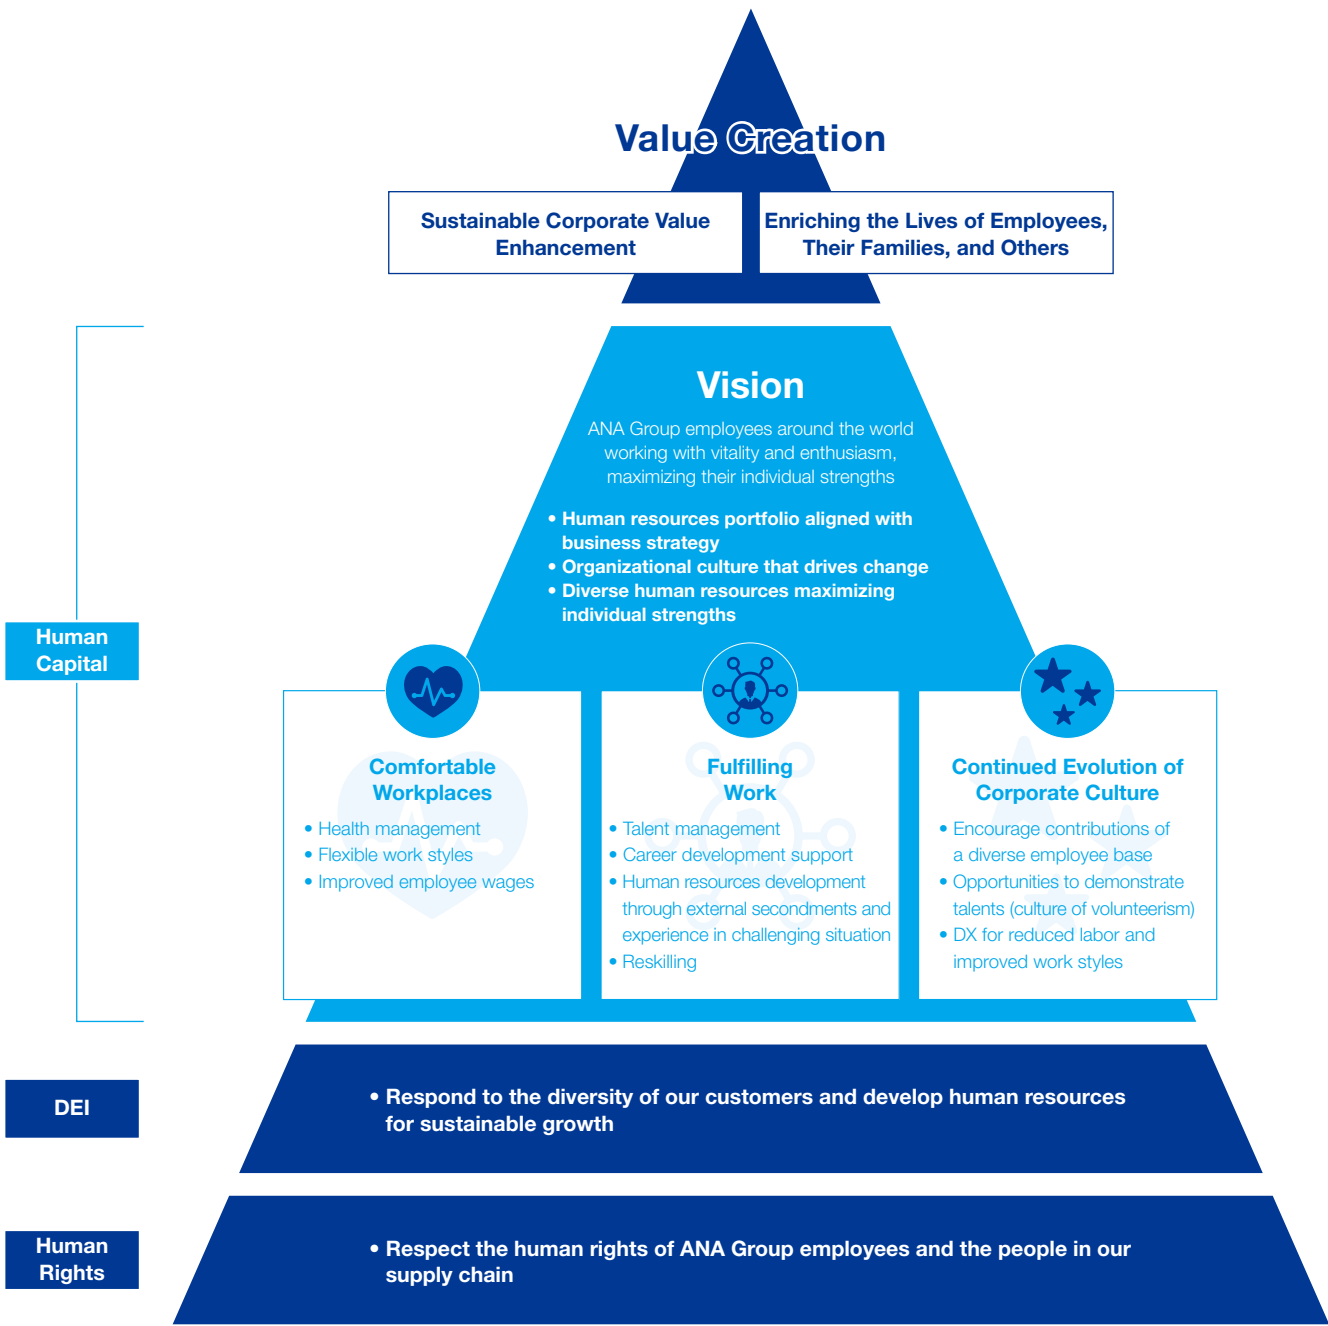 Value Creation
Sustainable Corporate Value
Enhancement
Enriching the Lives of Employees,
Their Families, and Others
Human
Capital
Vision
ANA Group employees around the world
working with vitality and enthusiasm,
maximizing their individual strengths
• Human resources portfolio aligned with
business strategy
• Organizational culture that drives change
• Diverse human resources maximizing
individual strengths
Comfortable
Workplaces
• Health management
• Flexible work styles
• Improved employee wages
Fulfilling
Work
• Talent management
• Career development support
• Human resources development
through external secondments and
experience in challenging situation
• Reskilling
Continued Evolution of
Corporate Culture
• Encourage contributions of
a diverse employee base
• Opportunities to demonstrate
talents (culture of volunteerism)
• DX for reduced labor and
improved work styles
DEI
• Respond to the diversity of our customers and develop human resources
for sustainable growth
Human
Rights
• Respect the human rights of ANA Group employees and the people in our
supply chain